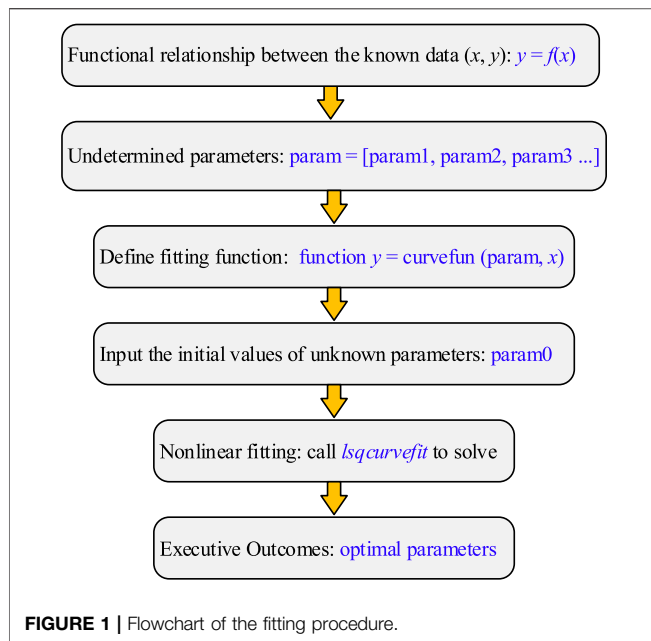 Functional relationship between the known data (x, y): y = f(x)
Undetermined parameters: param = [param1, param2, param3 ...]
Define fitting function: function y = curvefun (param, x)
Input the initial values of unknown parameters: param0
Nonlinear fitting: call lsqcurvefit to solve
Executive Outcomes: optimal parameters
FIGURE 1 | Flowchart of the fitting procedure.